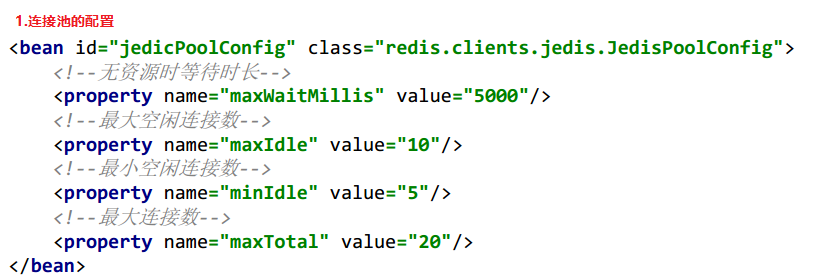 1.连接池的配置
<bean id="jedicPoolConfig" class="redis.clients.jedis.JedisPoolConfig">
<!--无资源时等待时长-->
<property name="maxWaitMillis" value="5000"/>
<!--最大空闲连接数-->
<property name="maxIdle" value="10"/>
<!--最小空闲连接数-->
<property name="minIdle" value="5"/>
<!--最大连接数-->
<property name="maxTotal" value="20"/>
</bean>